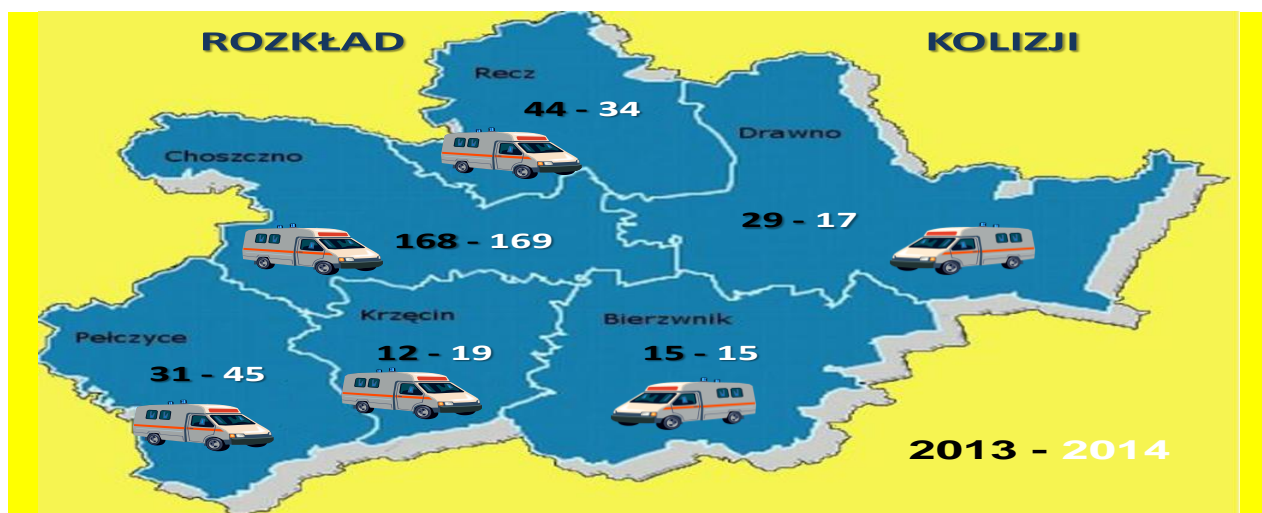 ROZKŁAD KOLIZJI
Recz
44 - 34
Drawno
29 - 17
Choszczno
168 - 169
Pełczyce
31 - 45
Krzęcin
12 - 19
Bierzwnik
15 - 15
2013 - 2014